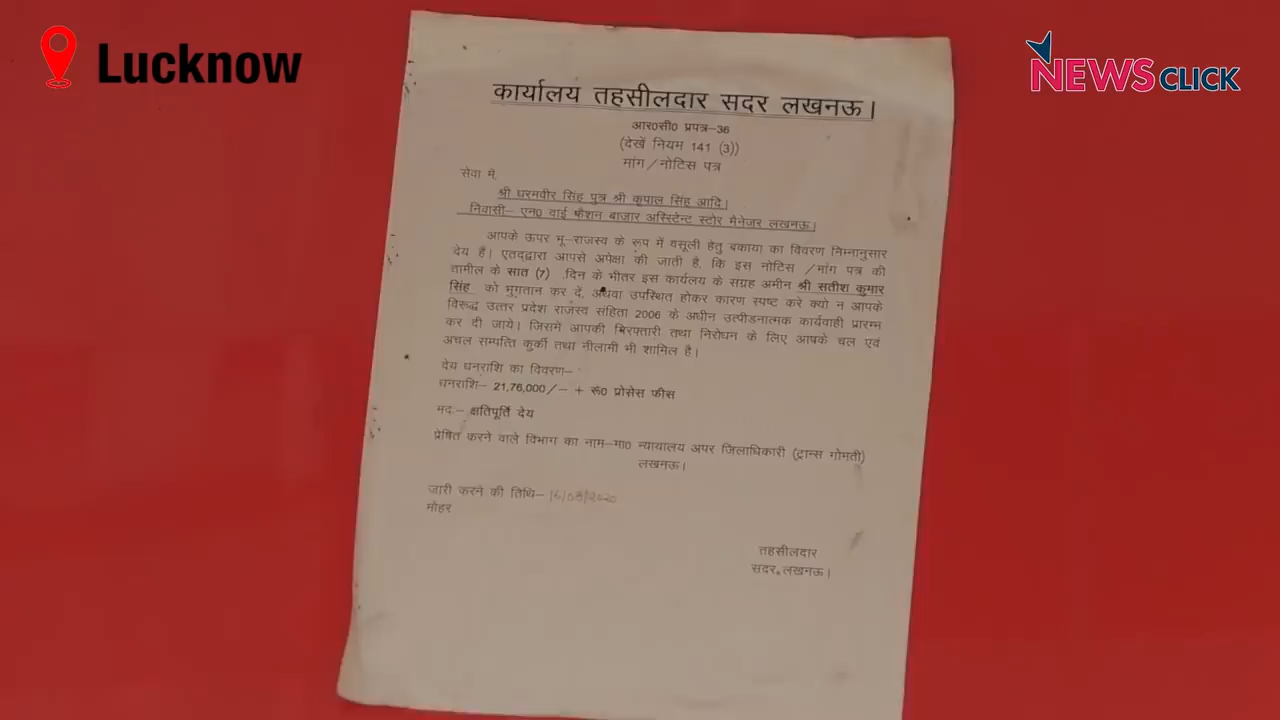 Lucknow
NEWSCLICK
कार्यालय तहसीलदार सदर लखनऊ।
आर0सी0 प्रपत्र–36
(देखें नियम 141 (3))
मांग/नोटिस पत्र
सेवा में,
श्री धरमवीर सिंह पुत्र श्री कृपाल सिंह आदि।
निवासी– एन0 वाई फैशन बाजार असिस्टेन्ट स्टोर मैनेजर लखनऊ।
आपके ऊपर भू–राजस्व के रूप में वसूली हेतु बकाया का विवरण निम्नानुसार
देय है। एतद्द्वारा आपसे अपेक्षा की जाती है, कि इस नोटिस /मांग पत्र की
तामील के सात (7) दिन के भीतर इस कार्यलय के संग्रह अमीन श्री सतीश कुमार
सिंह को भुगतान कर दें, अथवा उपस्थित होकर कारण स्पष्ट करे क्यो न आपके
विरूद्ध उत्तर प्रदेश राजस्व संहिता 2006 के अधीन उत्पीडनात्मक कार्यवाही प्रारम्भ
कर दी जाये। जिसमें आपकी गिरफ्तारी तथा निरोधन के लिए आपके चल एवं
अचल सम्पत्ति कुर्की तथा नीलामी भी शामिल है।
देय धनराशि का विवरण–
धनराशि– 21,76,000/– + रू0 प्रोसेस फीस
मद– क्षतिपूर्ति देय
प्रेषित करने वाले विभाग का नाम–मा0 न्यायालय अपर जिलाधिकारी (ट्रान्स गोमती)
लखनऊ।
जारी करने की तिथि–
मोहर
तहसीलदार
सदर, लखनऊ।